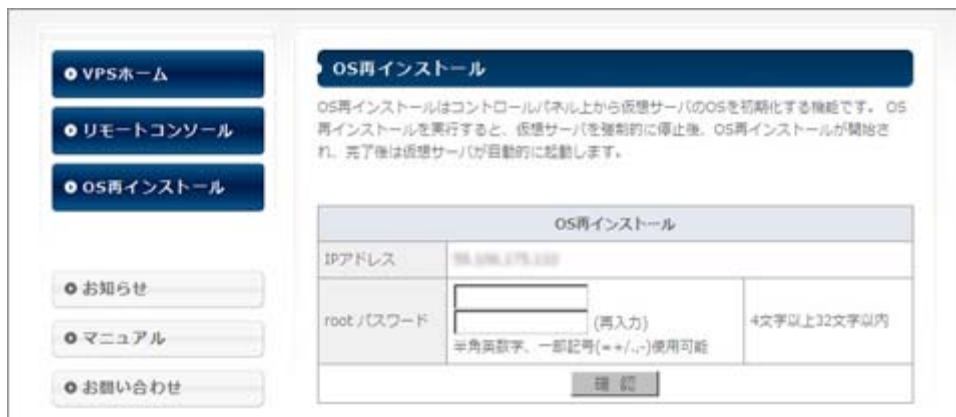 VPSホーム
リモートコンソール
OS再インストール
お知らせ
マニュアル
お問い合わせ
OS再インストール
OS再インストールはコントロールパネル上から仮想サーバのOSを初期化する機能です。 OS
再インストールを実行すると、仮想サーバを強制的に停止後、OS再インストールが開始さ
れ、完了後は仮想サーバが自動的に起動します。
OS再インストール
IPアドレス
root パスワード
(再入力)
半角英数字、一部記号(=+/.,-)使用可能
4文字以上32文字以内
確 認